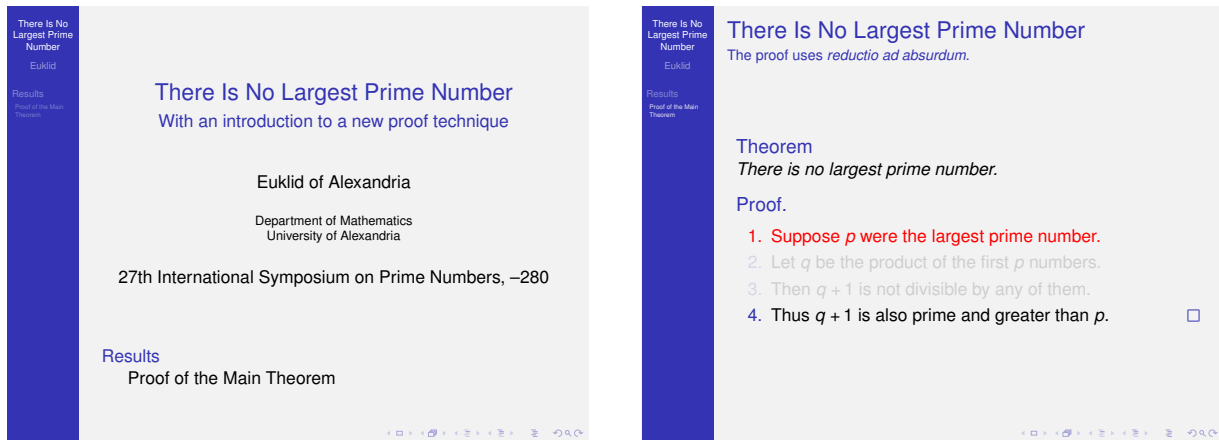 There Is No
Largest Prime
Number
Euklid
Results
Proof of the Main
Theorem
There Is No Largest Prime Number
With an introduction to a new proof technique
Euklid of Alexandria
Department of Mathematics
University of Alexandria
27th International Symposium on Prime Numbers, –280
Results
Proof of the Main Theorem
There Is No
Largest Prime
Number
Euklid
Results
Proof of the Main
Theorem
There Is No Largest Prime Number
The proof uses reductio ad absurdum.
Theorem
There is no largest prime number.
Proof.
1. Suppose p were the largest prime number.
2. Let q be the product of the first p numbers.
3. Then q + 1 is not divisible by any of them.
4. Thus q + 1 is also prime and greater than p. □